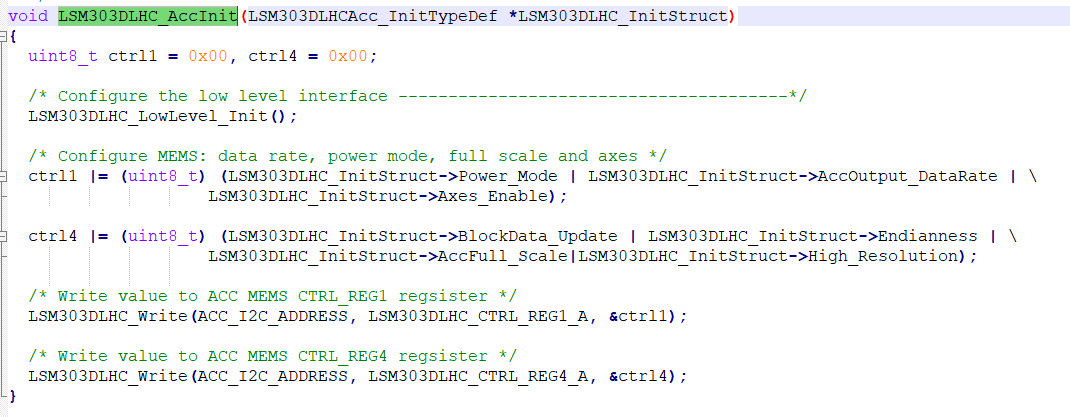 void LSM303DLHC_AccInit(LSM303DLHCAcc_InitTypeDef *LSM303DLHC_InitStruct)
{
uint8_t ctrl1 = 0x00, ctrl4 = 0x00;
/* Configure the low level interface ---------------------------------------*/
LSM303DLHC_LowLevel_Init();
/* Configure MEMS: data rate, power mode, full scale and axes */
ctrl1 |= (uint8_t) (LSM303DLHC_InitStruct->Power_Mode | LSM303DLHC_InitStruct->AccOutput_DataRate | \
LSM303DLHC_InitStruct->Axes_Enable);
ctrl4 |= (uint8_t) (LSM303DLHC_InitStruct->BlockData_Update | LSM303DLHC_InitStruct->Endianness | \
LSM303DLHC_InitStruct->AccFull_Scale|LSM303DLHC_InitStruct->High_Resolution);
/* Write value to ACC MEMS CTRL_REG1 regsister */
LSM303DLHC_Write(ACC_I2C_ADDRESS, LSM303DLHC_CTRL_REG1_A, &ctrl1);
/* Write value to ACC MEMS CTRL_REG4 regsister */
LSM303DLHC_Write(ACC_I2C_ADDRESS, LSM303DLHC_CTRL_REG4_A, &ctrl4);
}